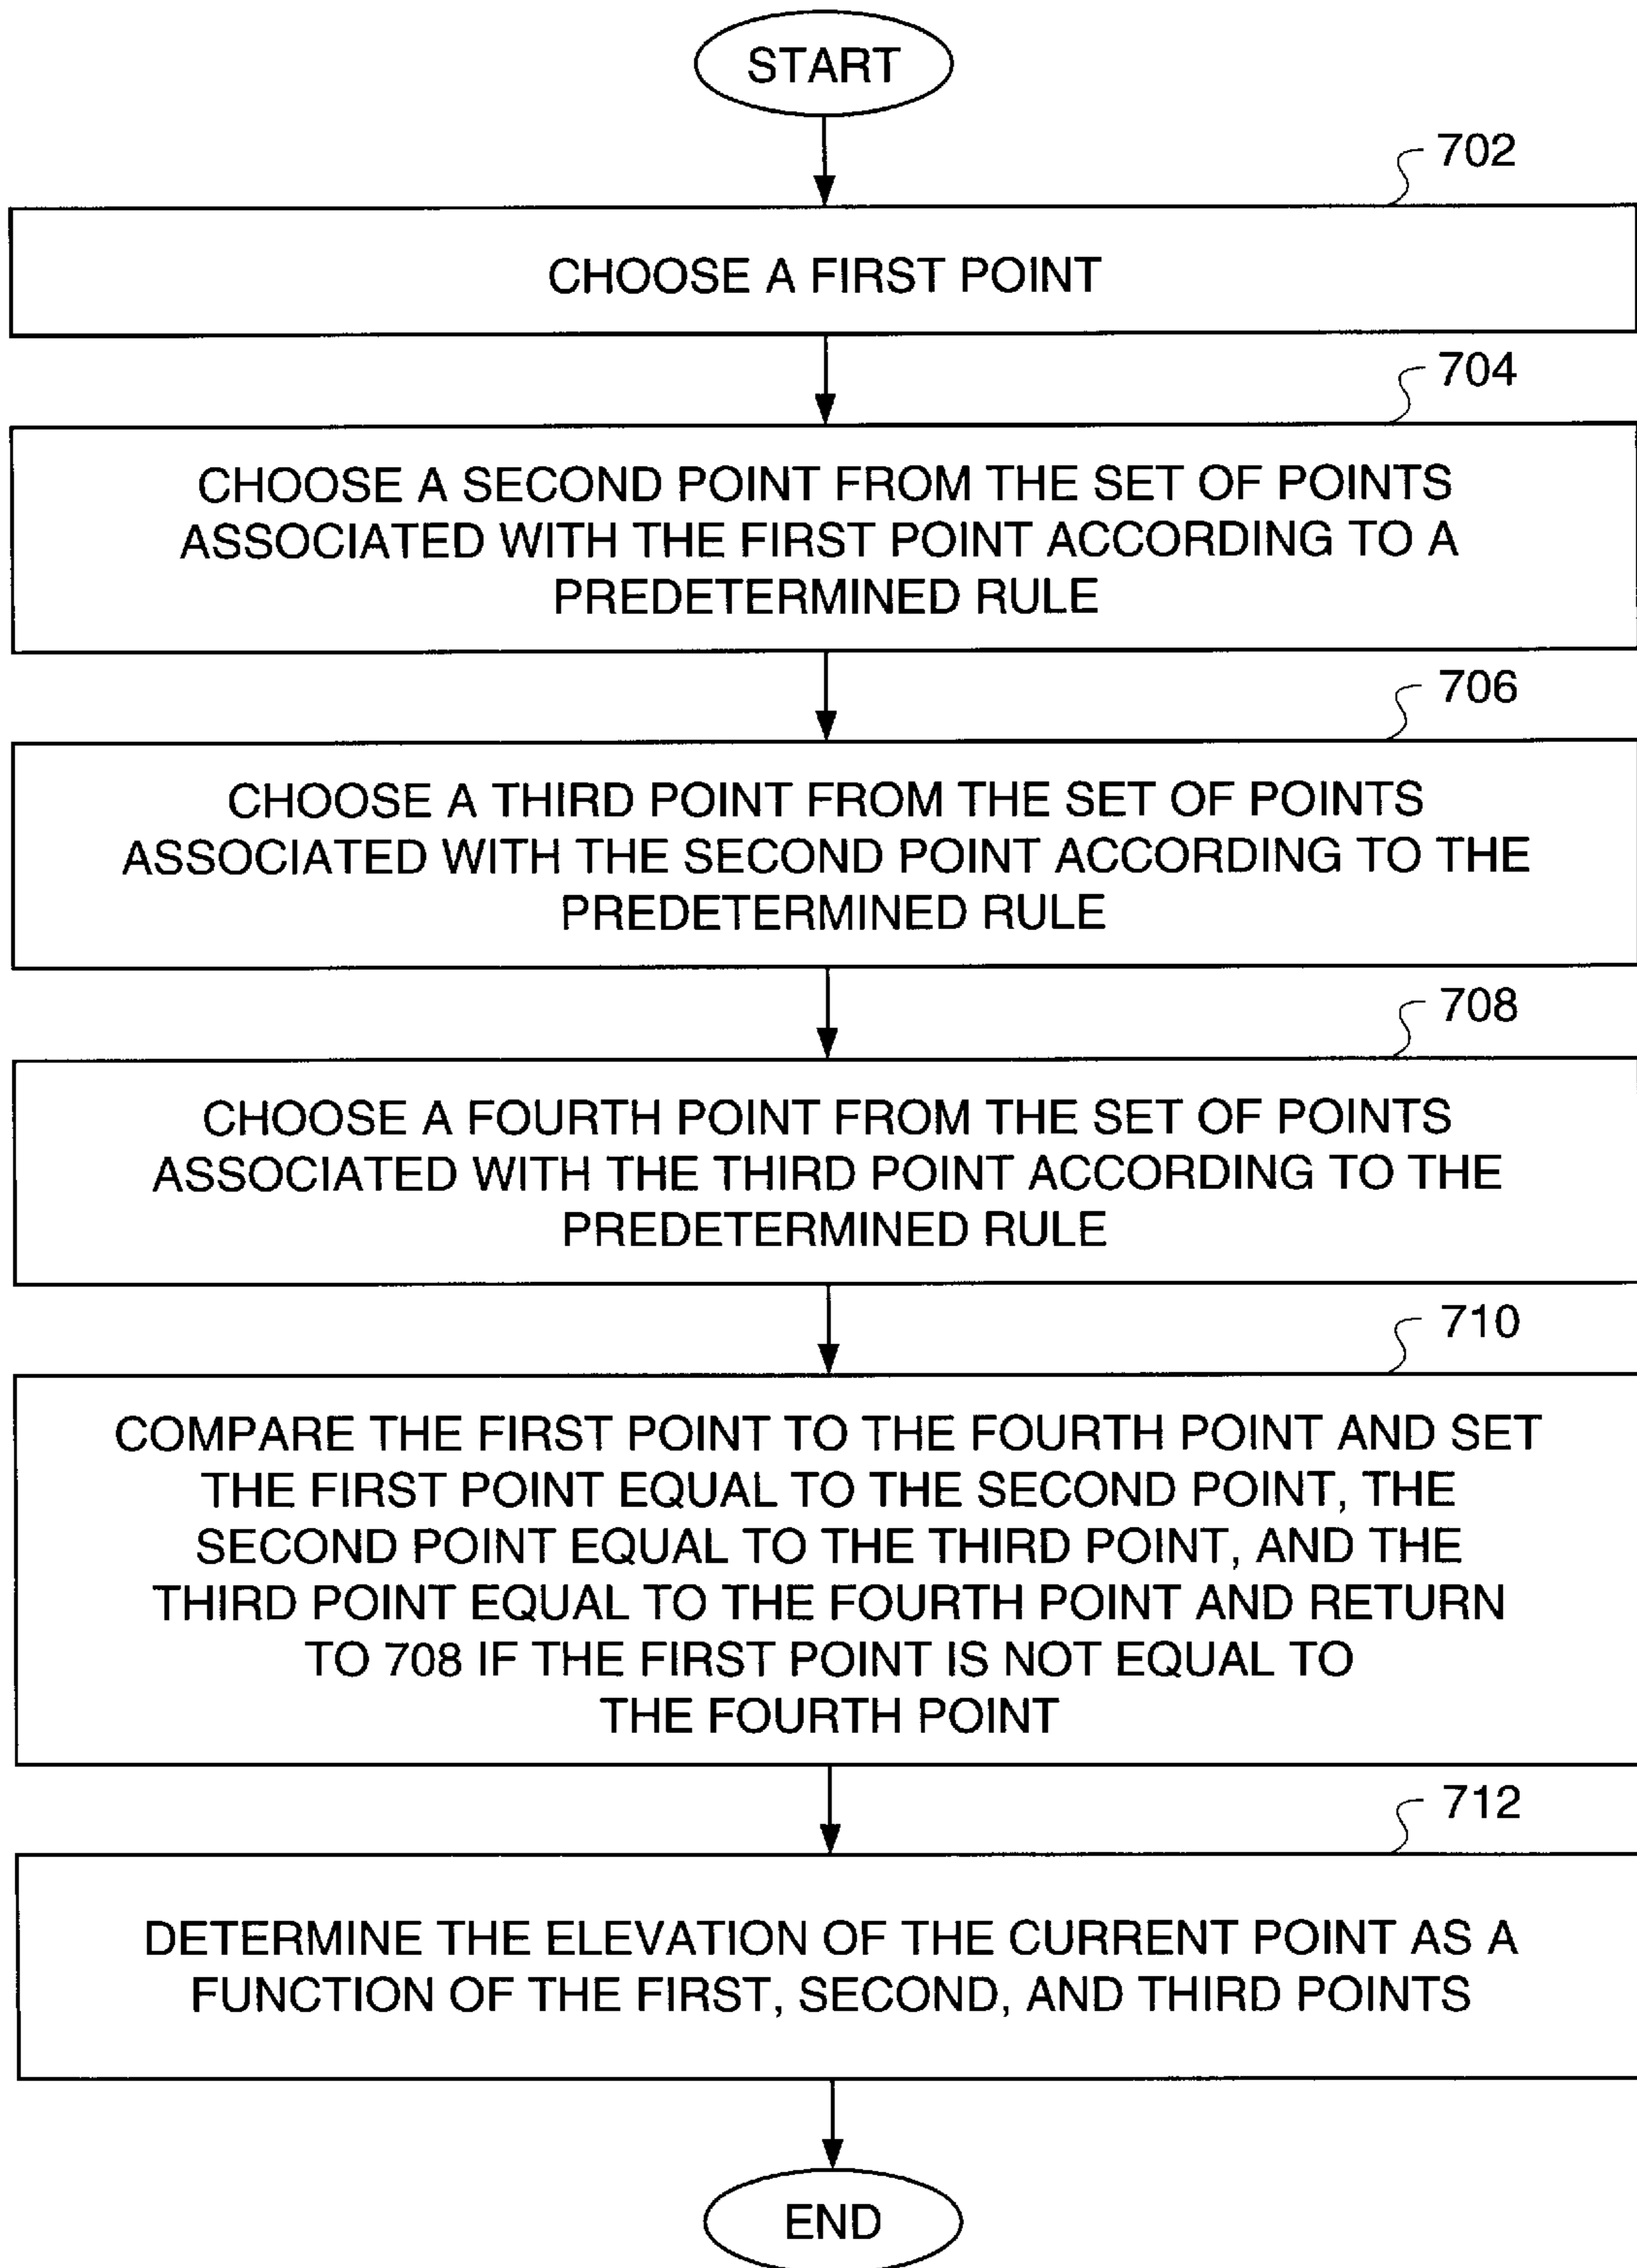 START
702
CHOOSE A FIRST POINT
704
CHOOSE A SECOND POINT FROM THE SET OF POINTS
ASSOCIATED WITH THE FIRST POINT ACCORDING TO A
PREDETERMINED RULE
706
CHOOSE A THIRD POINT FROM THE SET OF POINTS
ASSOCIATED WITH THE SECOND POINT ACCORDING TO THE
PREDETERMINED RULE
708
CHOOSE A FOURTH POINT FROM THE SET OF POINTS
ASSOCIATED WITH THE THIRD POINT ACCORDING TO THE
PREDETERMINED RULE
710
COMPARE THE FIRST POINT TO THE FOURTH POINT AND SET
THE FIRST POINT EQUAL TO THE SECOND POINT, THE
SECOND POINT EQUAL TO THE THIRD POINT, AND THE
THIRD POINT EQUAL TO THE FOURTH POINT AND RETURN
TO 708 IF THE FIRST POINT IS NOT EQUAL TO
THE FOURTH POINT
712
DETERMINE THE ELEVATION OF THE CURRENT POINT AS A
FUNCTION OF THE FIRST, SECOND, AND THIRD POINTS
END